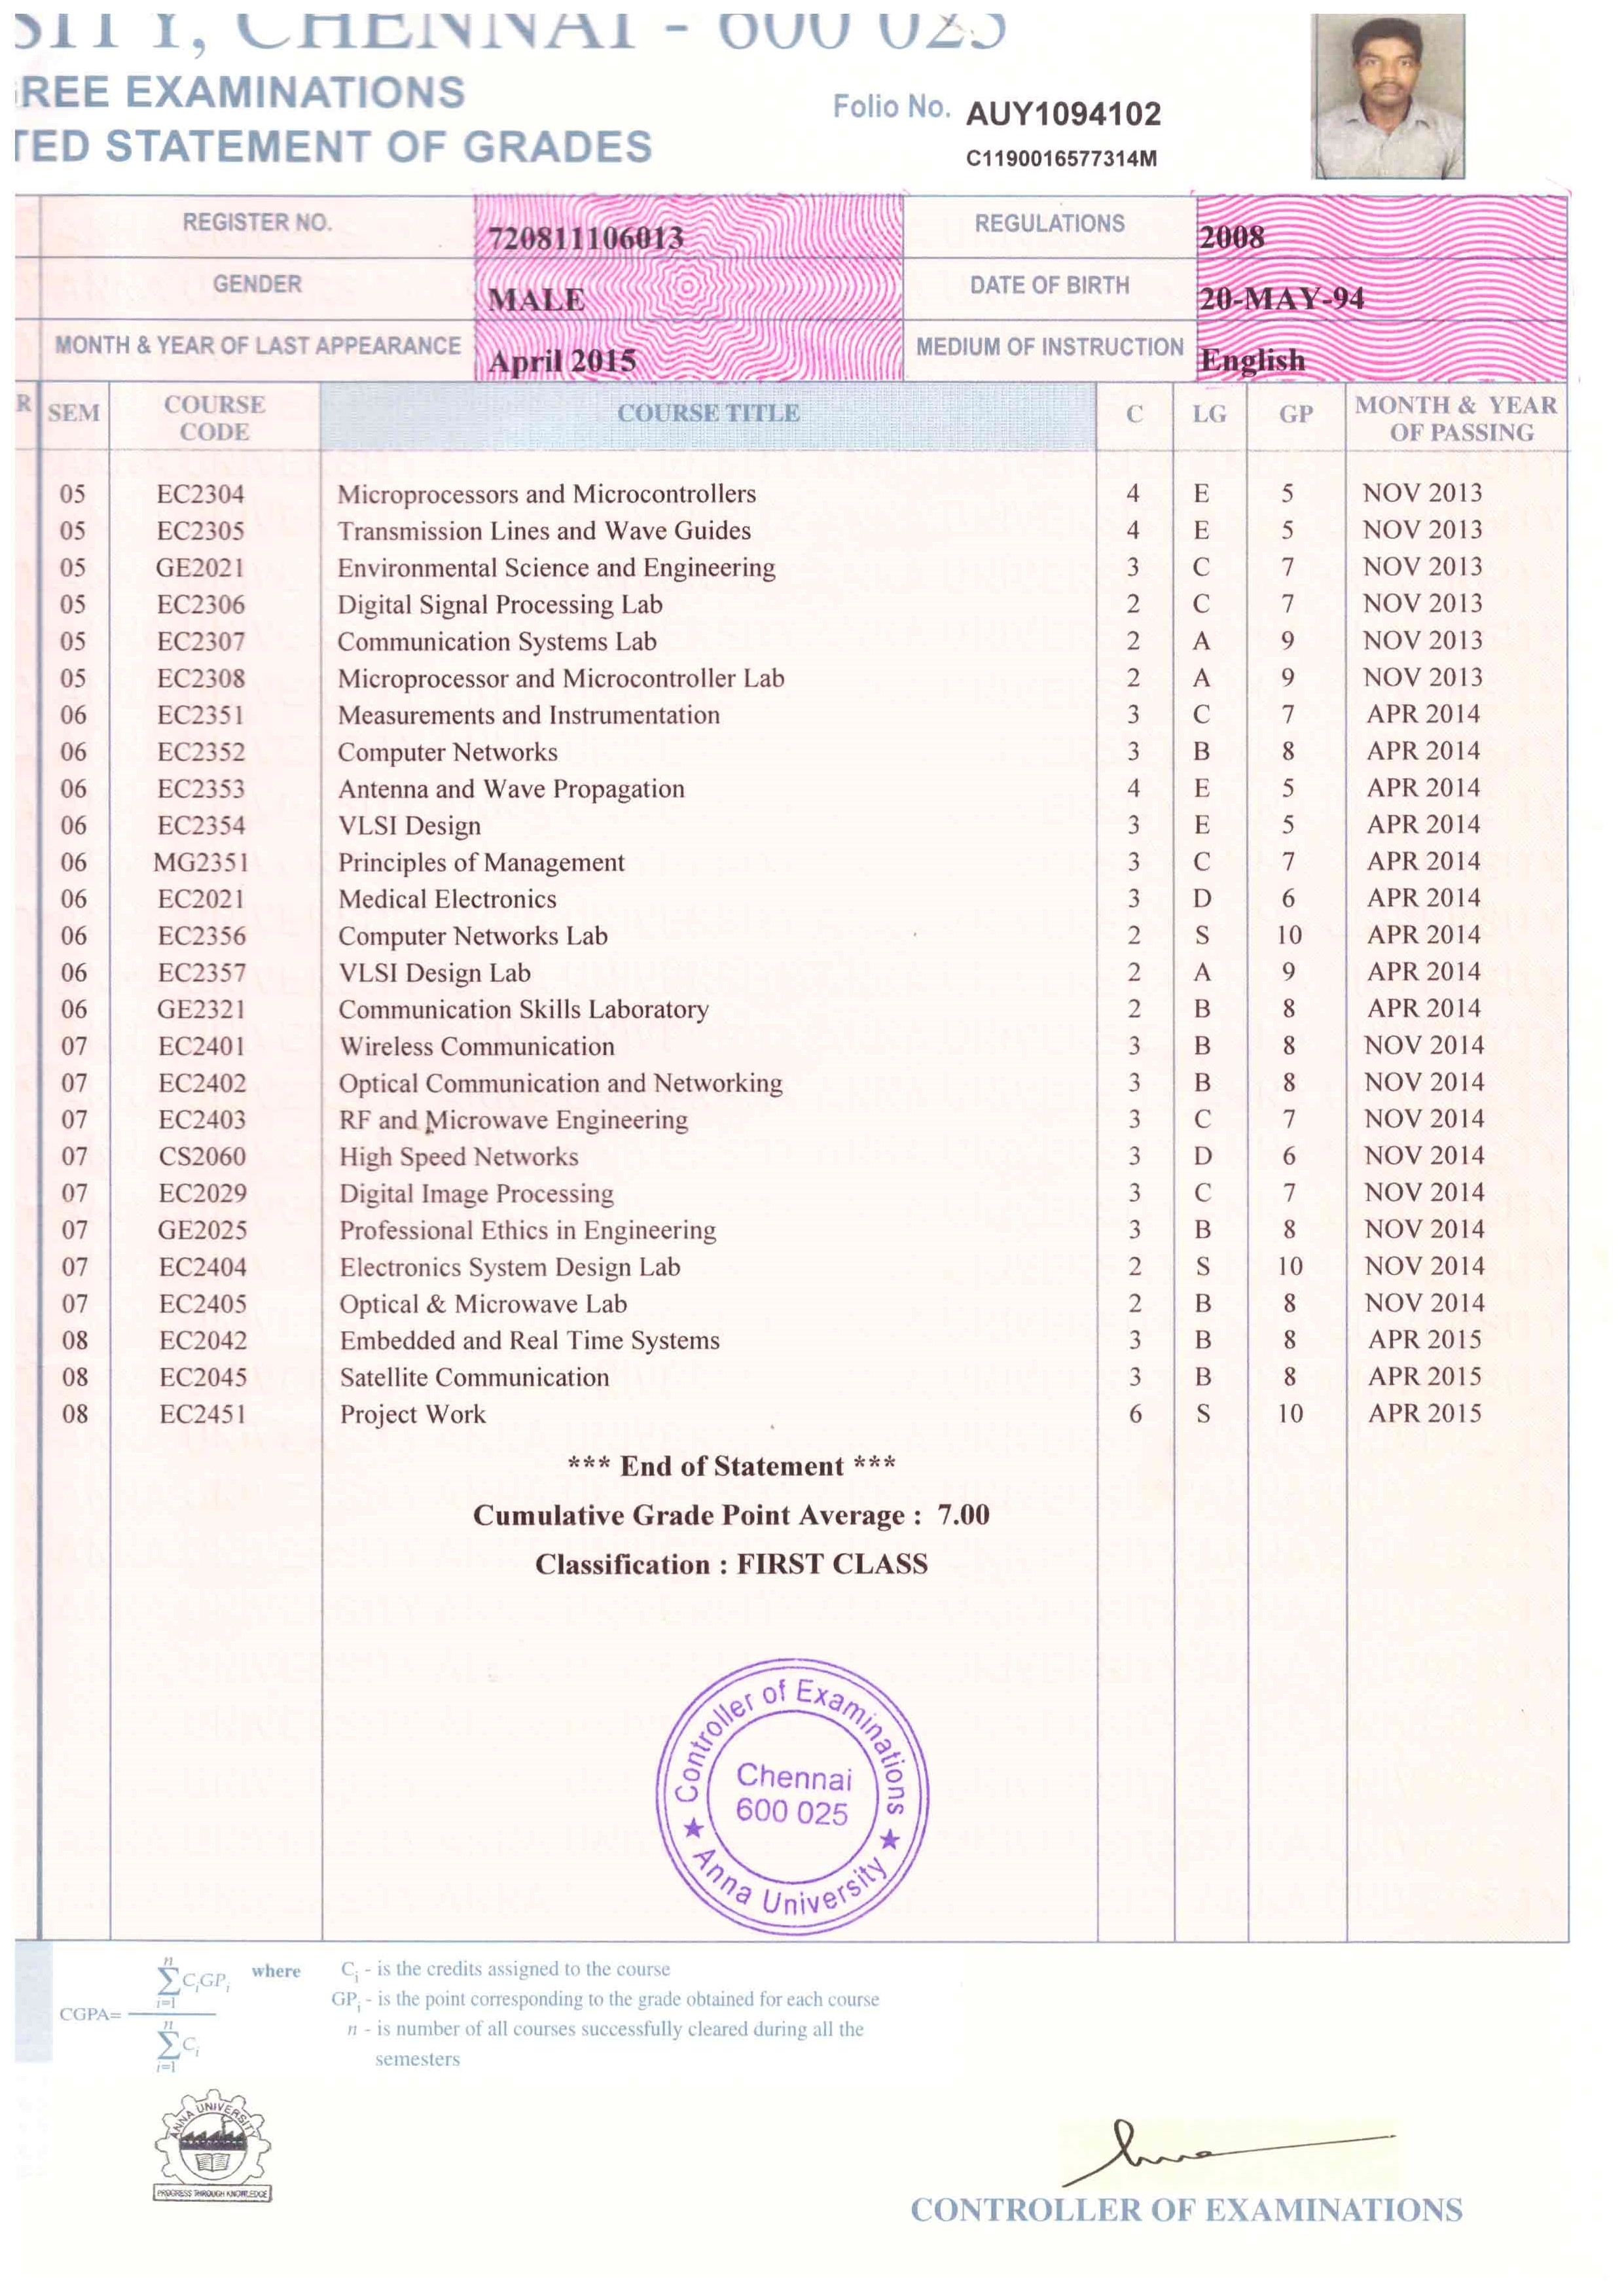 SITY, CHENNAI - 600 025
REE EXAMINATIONS
TED STATEMENT OF GRADES
Folio No. AUY1094102
C1190016577314M
REGISTER NO. 720811106013 REGULATIONS 2008
GENDER MALE DATE OF BIRTH 20-MAY-94
MONTH & YEAR OF LAST APPEARANCE April 2015 MEDIUM OF INSTRUCTION English
R SEM COURSE CODE COURSE TITLE C LG GP MONTH & YEAR OF PASSING
05 EC2304 Microprocessors and Microcontrollers 4 E 5 NOV 2013
05 EC2305 Transmission Lines and Wave Guides 4 E 5 NOV 2013
05 GE2021 Environmental Science and Engineering 3 C 7 NOV 2013
05 EC2306 Digital Signal Processing Lab 2 C 7 NOV 2013
05 EC2307 Communication Systems Lab 2 A 9 NOV 2013
05 EC2308 Microprocessor and Microcontroller Lab 2 A 9 NOV 2013
06 EC2351 Measurements and Instrumentation 3 C 7 APR 2014
06 EC2352 Computer Networks 3 B 8 APR 2014
06 EC2353 Antenna and Wave Propagation 4 E 5 APR 2014
06 EC2354 VLSI Design 3 E 5 APR 2014
06 MG2351 Principles of Management 3 C 7 APR 2014
06 EC2021 Medical Electronics 3 D 6 APR 2014
06 EC2356 Computer Networks Lab 2 S 10 APR 2014
06 EC2357 VLSI Design Lab 2 A 9 APR 2014
06 GE2321 Communication Skills Laboratory 2 B 8 APR 2014
07 EC2401 Wireless Communication 3 B 8 NOV 2014
07 EC2402 Optical Communication and Networking 3 B 8 NOV 2014
07 EC2403 RF and Microwave Engineering 3 C 7 NOV 2014
07 CS2060 High Speed Networks 3 D 6 NOV 2014
07 EC2029 Digital Image Processing 3 C 7 NOV 2014
07 GE2025 Professional Ethics in Engineering 3 B 8 NOV 2014
07 EC2404 Electronics System Design Lab 2 S 10 NOV 2014
07 EC2405 Optical & Microwave Lab 2 B 8 NOV 2014
08 EC2042 Embedded and Real Time Systems 3 B 8 APR 2015
08 EC2045 Satellite Communication 3 B 8 APR 2015
08 EC2451 Project Work 6 S 10 APR 2015
*** End of Statement ***
Cumulative Grade Point Average : 7.00
Classification : FIRST CLASS
Controller of Examinations
Chennai
600 025
★ Anna University ★
CGPA= ∑ᵢ₌₁ⁿ CᵢGPᵢ / ∑ᵢ₌₁ⁿ Cᵢ where
Cᵢ - is the credits assigned to the course
GPᵢ - is the point corresponding to the grade obtained for each course
n - is number of all courses successfully cleared during all the
semesters
ANNA UNIVERSITY
PROGRESS THROUGH KNOWLEDGE
CONTROLLER OF EXAMINATIONS